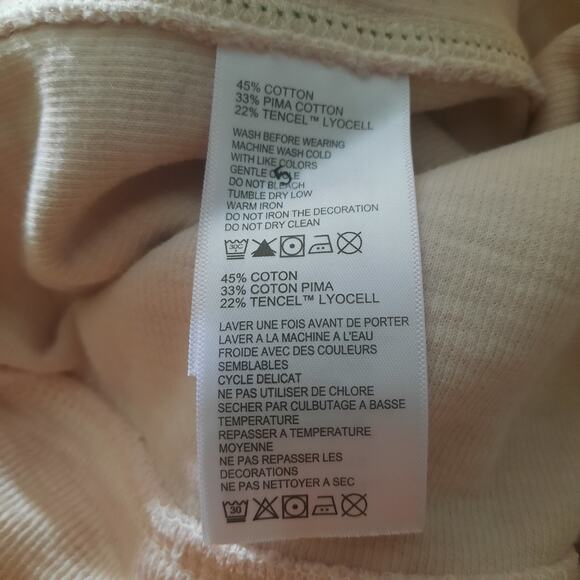 45% COTTON
33% PIMA COTTON
22% TENCEL™ LYOCELL
WASH BEFORE WEARING
MACHINE WASH COLD
WITH LIKE COLORS
GENTLE CYCLE
DO NOT BLEACH
TUMBLE DRY LOW
WARM IRON
DO NOT IRON THE DECORATION
DO NOT DRY CLEAN
30C
45% COTON
33% COTON PIMA
22% TENCEL™ LYOCELL
LAVER UNE FOIS AVANT DE PORTER
LAVER A LA MACHINE A L'EAU
FROIDE AVEC DES COULEURS
SEMBLABLES
CYCLE DELICAT
NE PAS UTILISER DE CHLORE
SECHER PAR CULBUTAGE A BASSE
TEMPERATURE
REPASSER A TEMPERATURE
MOYENNE
NE PAS REPASSER LES
DECORATIONS
NE PAS NETTOYER A SEC
30